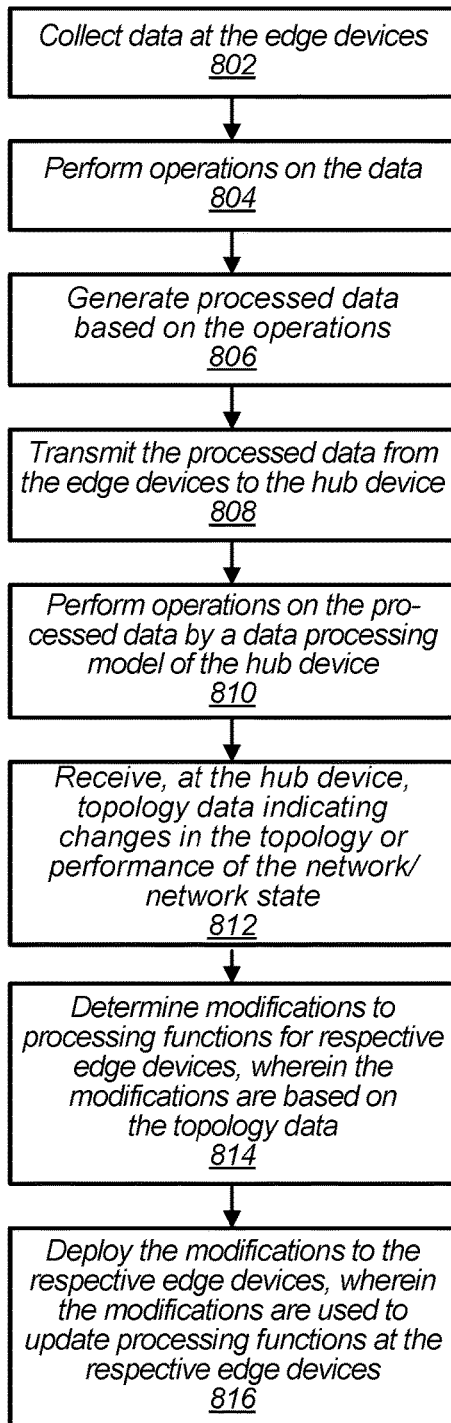 Collect data at the edge devices
802
Perform operations on the data
804
Generate processed data
based on the operations
806
Transmit the processed data from
the edge devices to the hub device
808
Perform operations on the pro-
cessed data by a data processing
model of the hub device
810
Receive, at the hub device,
topology data indicating
changes in the topology or
performance of the network/
network state
812
Determine modifications to
processing functions for respective
edge devices, wherein the
modifications are based on
the topology data
814
Deploy the modifications to the
respective edge devices, wherein
the modifications are used to
update processing functions at the
respective edge devices
816